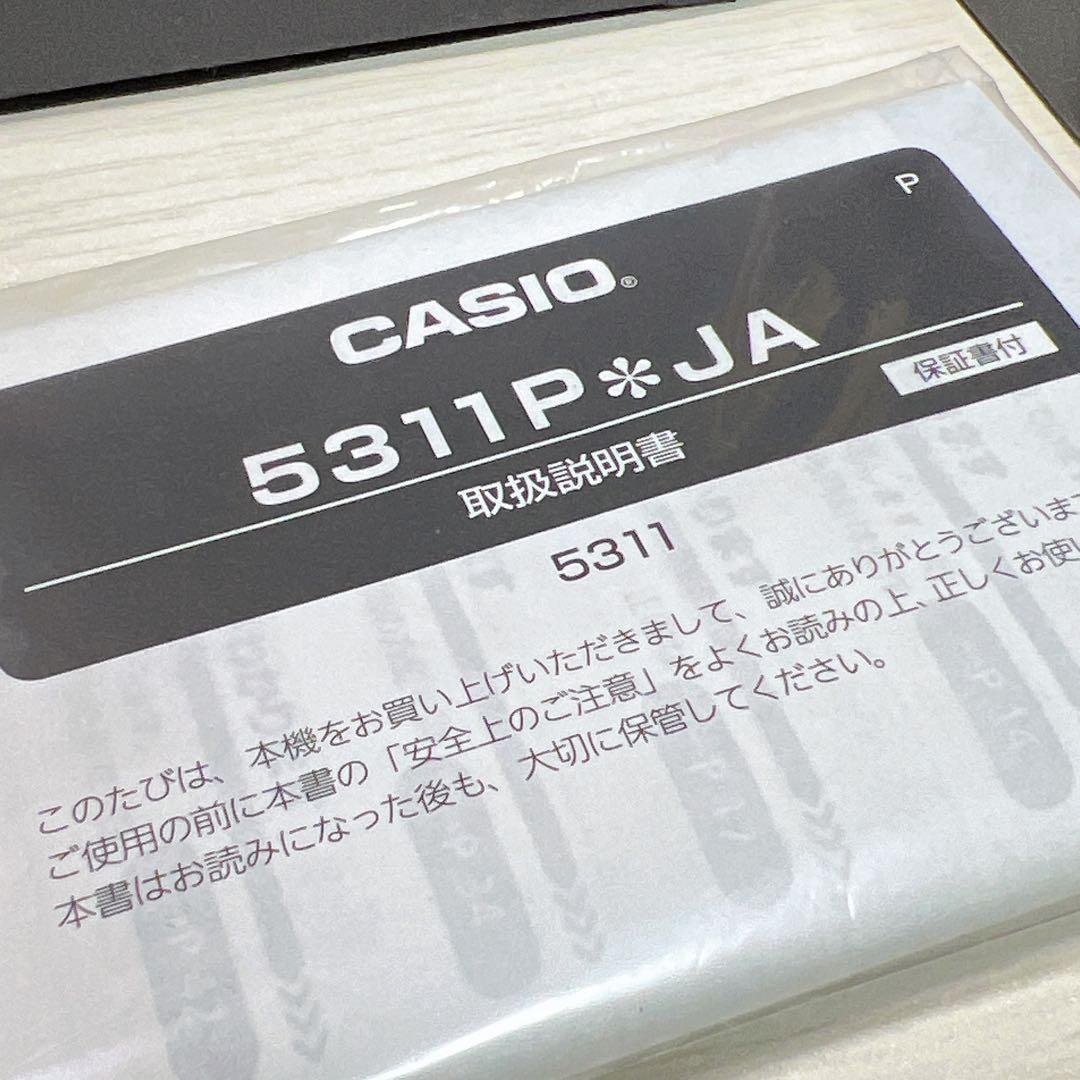 P
CASIO®
5311P＊JA
保証書付
取扱説明書
5311
このたびは、本機をお買い上げいただきまして、誠にありがとうございま
ご使用の前に本書の「安全上のご注意」をよくお読みの上、正しくお使い
本書はお読みになった後も、大切に保管してください。